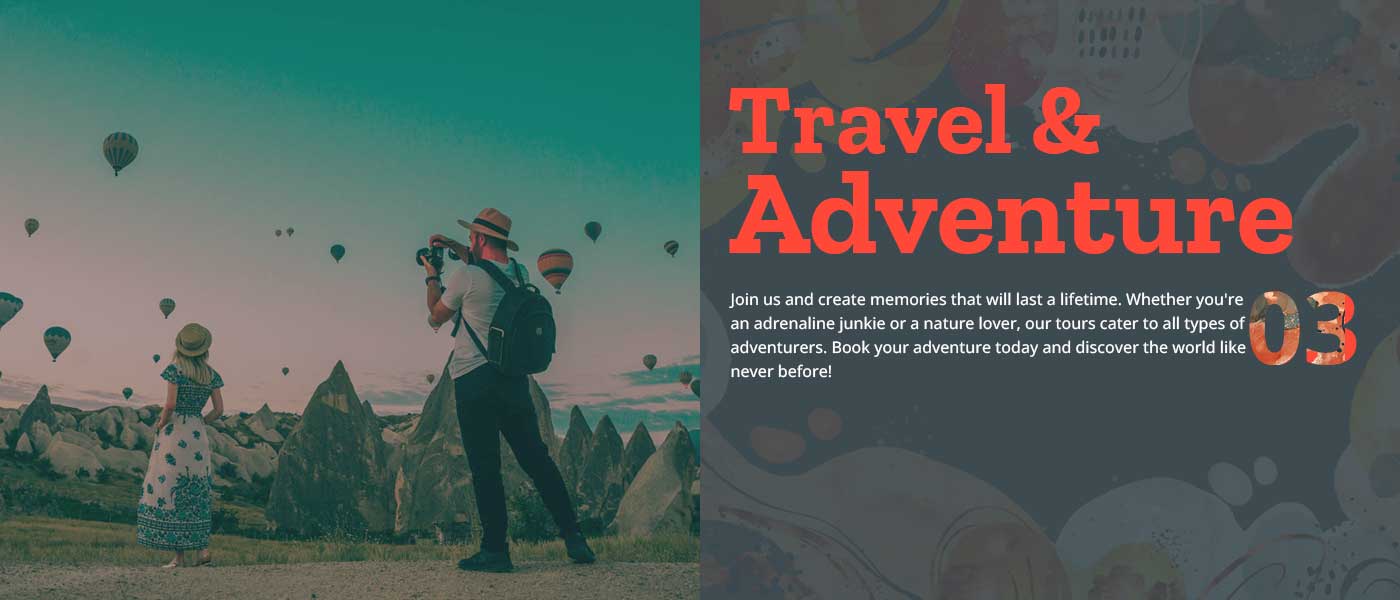 Travel &
Adventure
Join us and create memories that will last a lifetime. Whether you're
an adrenaline junkie or a nature lover, our tours cater to all types of
adventurers. Book your adventure today and discover the world like
never before!
03